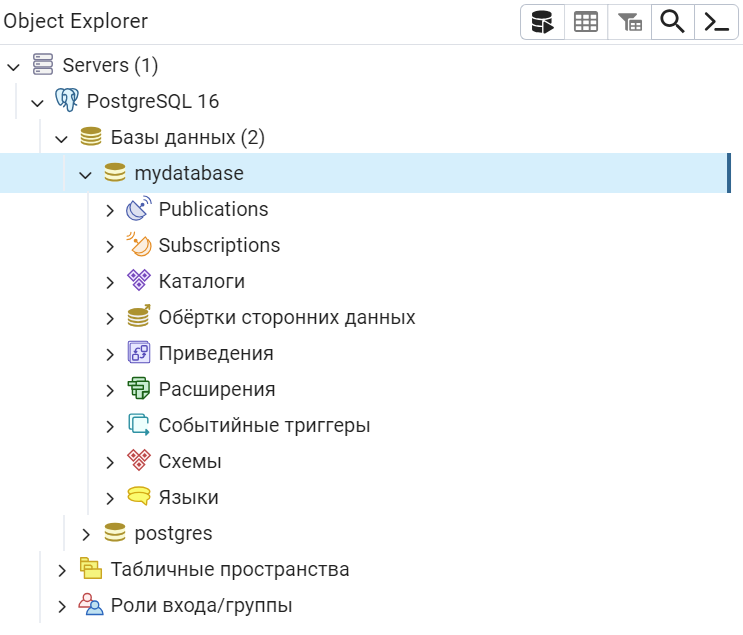 Object Explorer
Servers (1)
PostgreSQL 16
Базы данных (2)
mydatabase
Publications
Subscriptions
Каталоги
Обёртки сторонних данных
Приведения
Расширения
Событийные триггеры
Схемы
Языки
postgres
Табличные пространства
Роли входа/группы